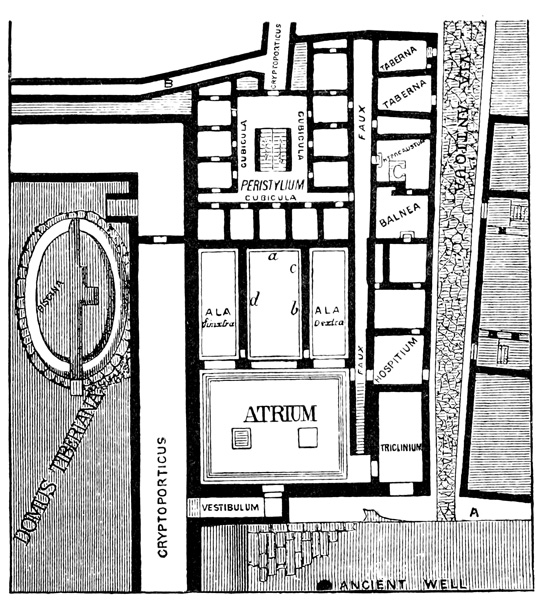 CRYPTOPORTICUS
TABERNA
VIA ANTIQUA
B
TABERNA
FAUX
CUBICULA
CUBICULA
C
PERISTYLIUM
CUBICULA
BALNEA
a
c
PISCINA
d
b
ALA
Sinistra
ALA
Dextra
FAUX
HOSPITIUM
ATRIUM
DOMUS TIBERIANA
TRICLINIUM
CRYPTOPORTICUS
VESTIBULUM
A
ANCIENT WELL